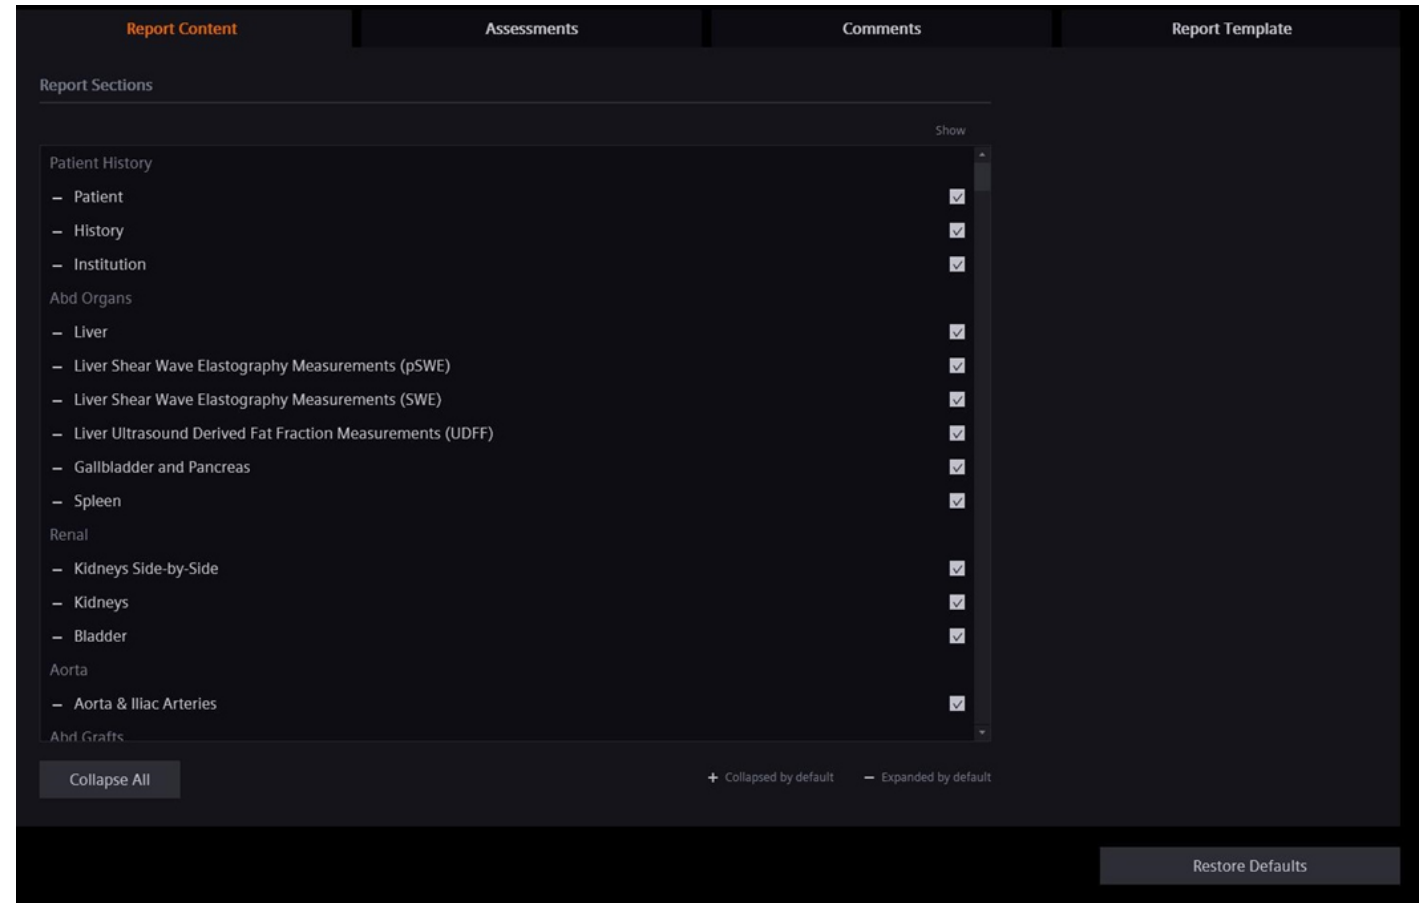 Report Content
Assessments
Comments
Report Template
Report Sections
Show
Patient History
– Patient
– History
– Institution
Abd Organs
– Liver
– Liver Shear Wave Elastography Measurements (pSWE)
– Liver Shear Wave Elastography Measurements (SWE)
– Liver Ultrasound Derived Fat Fraction Measurements (UDFF)
– Gallbladder and Pancreas
– Spleen
Renal
– Kidneys Side-by-Side
– Kidneys
– Bladder
Aorta
– Aorta & Iliac Arteries
Abd Grafts
Collapse All
+ Collapsed by default
– Expanded by default
Restore Defaults